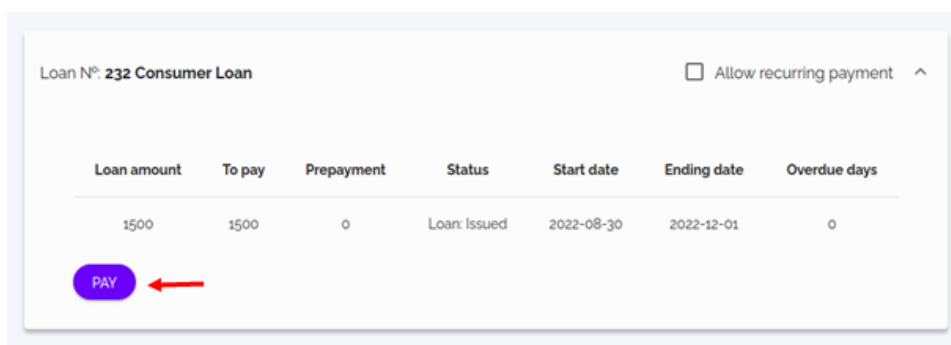 Loan Nº: 232 Consumer Loan Allow recurring payment
Loan amount To pay Prepayment Status Start date Ending date Overdue days
1500 1500 0 Loan: Issued 2022-08-30 2022-12-01 0
PAY